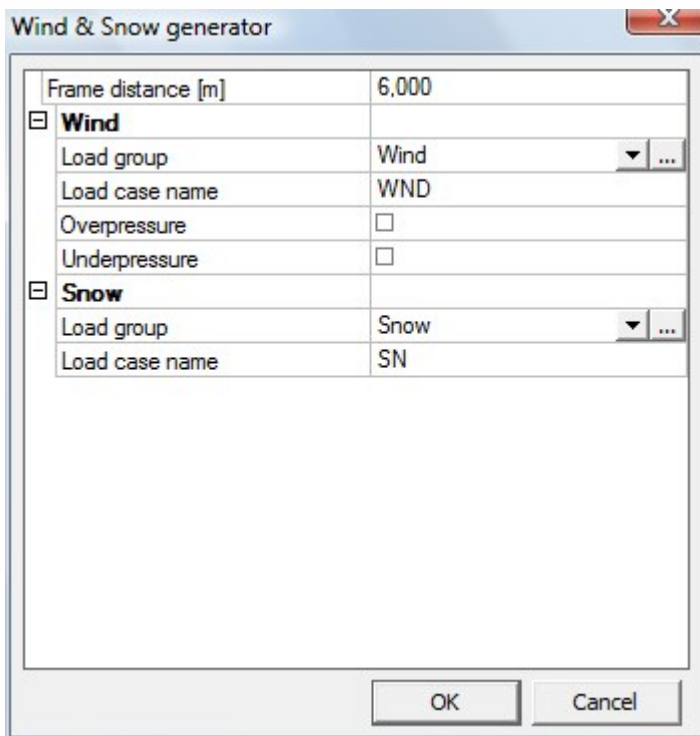 Wind & Snow generator
Frame distance [m] 6,000
Wind
Load group Wind ...
Load case name WND
Overpressure
Underpressure
Snow
Load group Snow ...
Load case name SN
OK Cancel